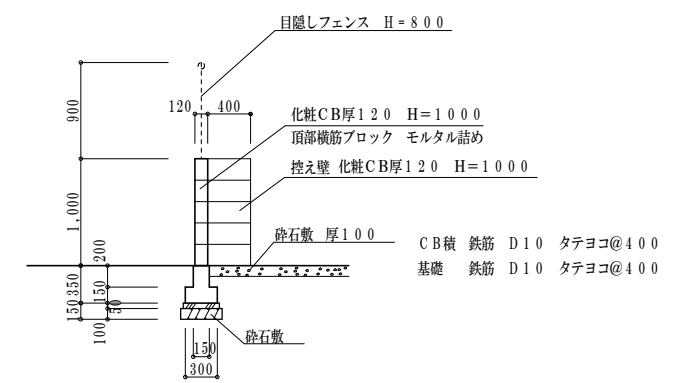 目隠しフェンス H=800
900
120 400
化粧CB厚120 H=1000
頂部横筋ブロック モルタル詰め
控え壁 化粧CB厚120 H=1000
1,000
砕石敷 厚100
CB積 鉄筋 D10 タテヨコ@400
基礎 鉄筋 D10 タテヨコ@400
200
350
150
150
50
100
砕石敷
150
300